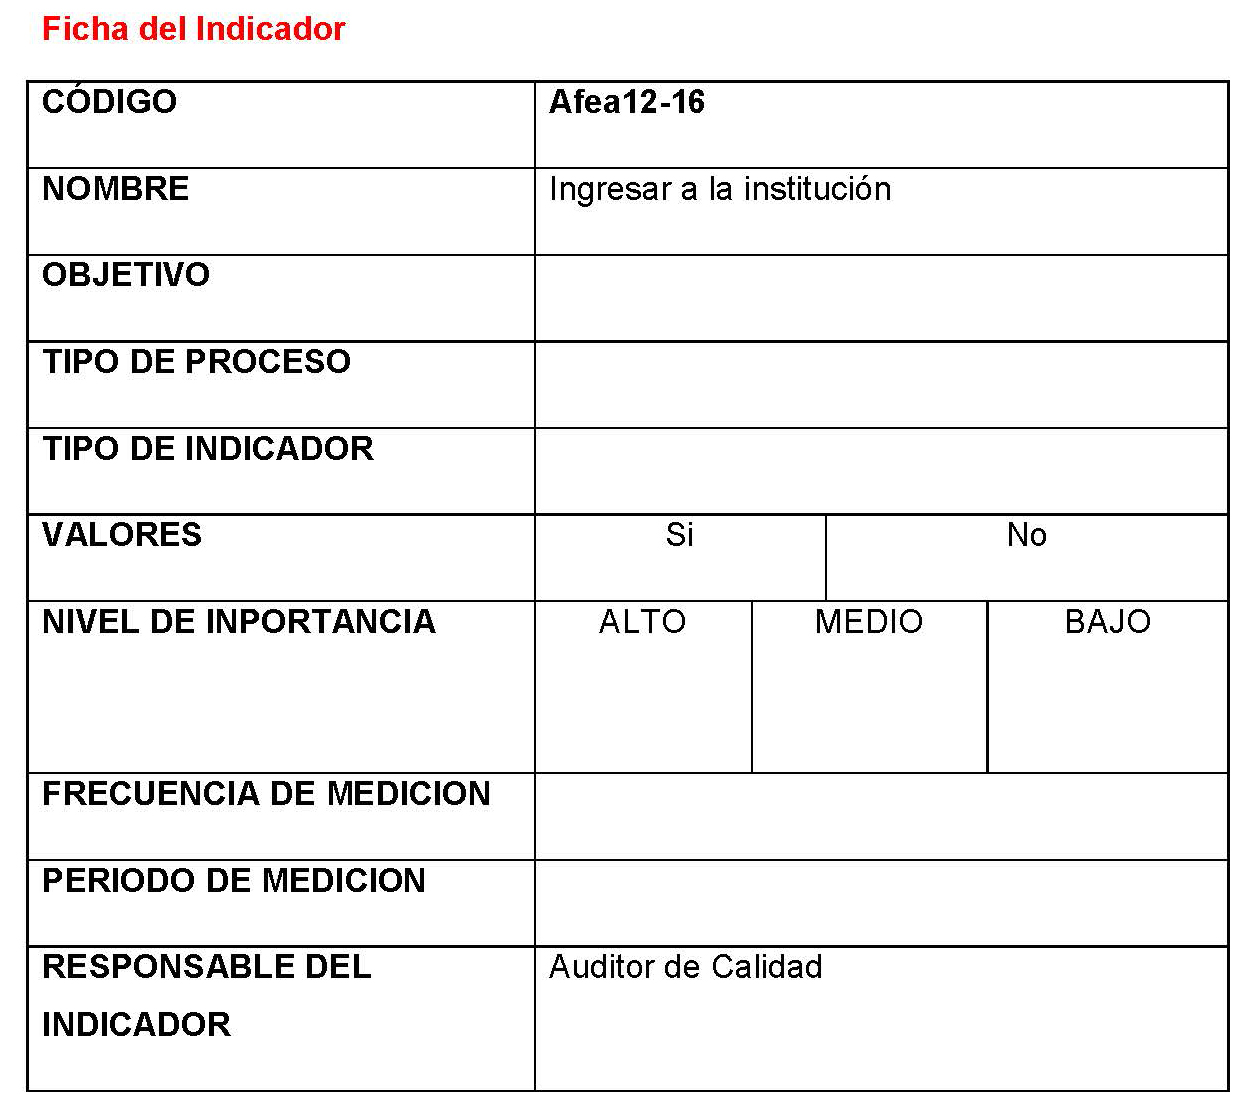 Ficha del Indicador
CÓDIGO Afea12-16
NOMBRE Ingresar a la institución
OBJETIVO
TIPO DE PROCESO
TIPO DE INDICADOR
VALORES Si No
NIVEL DE INPORTANCIA ALTO MEDIO BAJO
FRECUENCIA DE MEDICION
PERIODO DE MEDICION
RESPONSABLE DEL Auditor de Calidad
INDICADOR